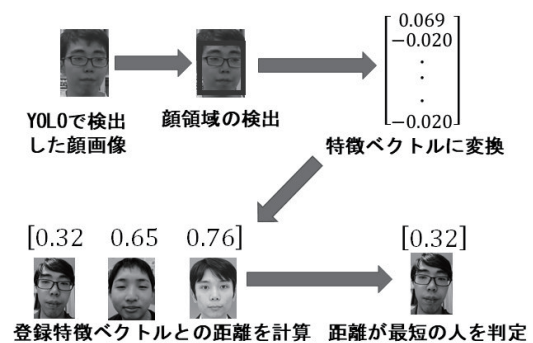 YOLOで検出
した顔画像
顔領域の検出
0.069
−0.020
.
.
.
−0.020
特徴ベクトルに変換
[0.32 0.65 0.76]
登録特徴ベクトルとの距離を計算
[0.32]
距離が最短の人を判定